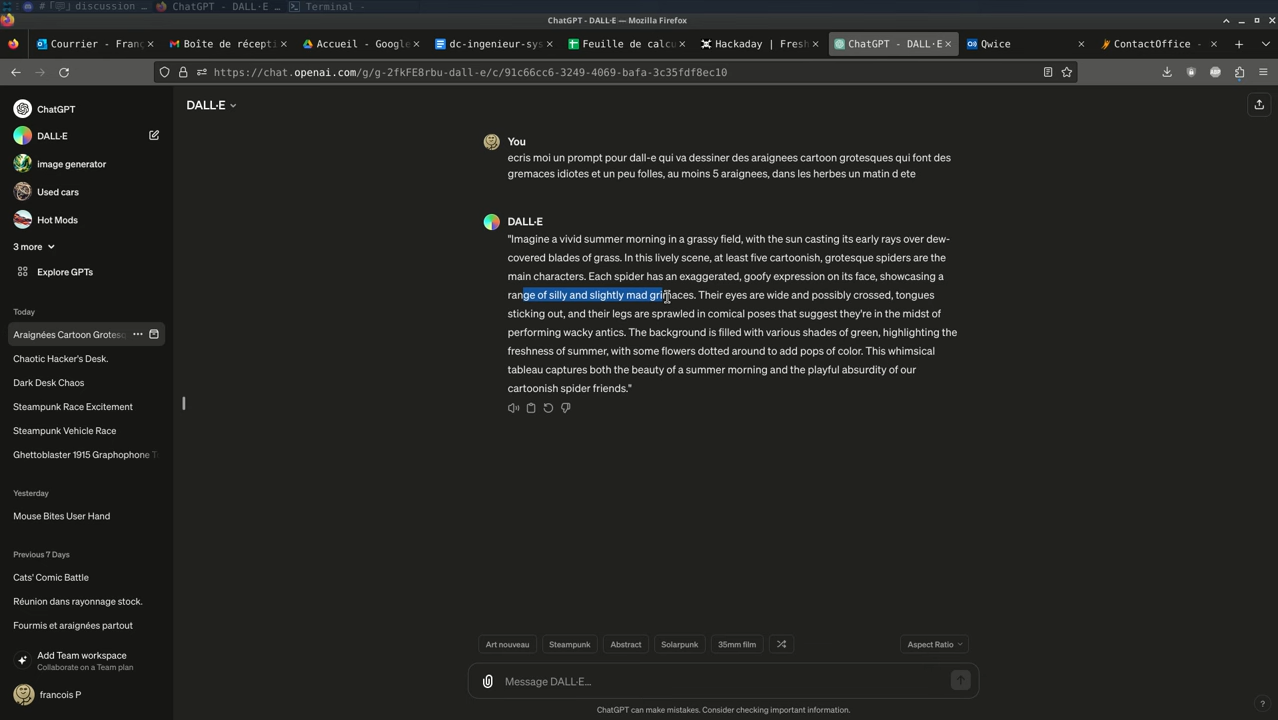 # 「💬」discussion ...
ChatGPT - DALL·E ...
Terminal -
ChatGPT - DALL·E — Mozilla Firefox
Courrier - Franç
Boîte de récepti
Accueil - Google
dc-ingenieur-sys
Feuille de calcu
Hackaday | Fresh
ChatGPT - DALL·E
Qwice
ContactOffice -
https://chat.openai.com/g/g-2fkFE8rbu-dall-e/c/91c66cc6-3249-4069-bafa-3c35fdf8ec10
ChatGPT
DALL·E
image generator
Used cars
Hot Mods
3 more
Explore GPTs
Today
Araignées Cartoon Grotesq
Chaotic Hacker's Desk.
Dark Desk Chaos
Steampunk Race Excitement
Steampunk Vehicle Race
Ghettoblaster 1915 Graphophone T
Yesterday
Mouse Bites User Hand
Previous 7 Days
Cats' Comic Battle
Réunion dans rayonnage stock.
Fourmis et araignées partout
Add Team workspace
Collaborate on a Team plan
francois P
DALL·E
You
ecris moi un prompt pour dall-e qui va dessiner des araignees cartoon grotesques qui font des
gremaces idiotes et un peu folles, au moins 5 araignees, dans les herbes un matin d ete
DALL·E
"Imagine a vivid summer morning in a grassy field, with the sun casting its early rays over dew-
covered blades of grass. In this lively scene, at least five cartoonish, grotesque spiders are the
main characters. Each spider has an exaggerated, goofy expression on its face, showcasing a
range of silly and slightly mad grimaces. Their eyes are wide and possibly crossed, tongues
sticking out, and their legs are sprawled in comical poses that suggest they're in the midst of
performing wacky antics. The background is filled with various shades of green, highlighting the
freshness of summer, with some flowers dotted around to add pops of color. This whimsical
tableau captures both the beauty of a summer morning and the playful absurdity of our
cartoonish spider friends."
Art nouveau
Steampunk
Abstract
Solarpunk
35mm film
Aspect Ratio
Message DALL·E...
ChatGPT can make mistakes. Consider checking important information.
?